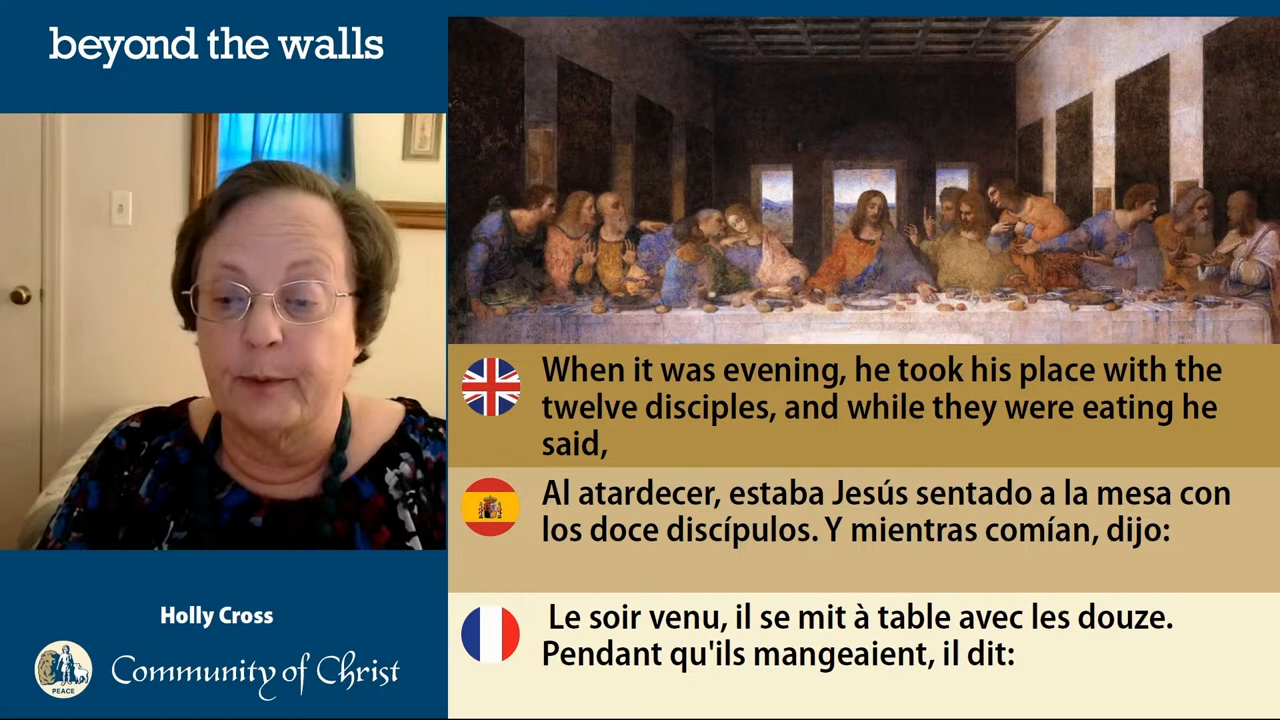 beyond the walls
When it was evening, he took his place with the
twelve disciples, and while they were eating he
said,
Al atardecer, estaba Jesús sentado a la mesa con
los doce discípulos. Y mientras comían, dijo:
Le soir venu, il se mit à table avec les douze.
Pendant qu'ils mangeaient, il dit:
Holly Cross
Community of Christ
PEACE